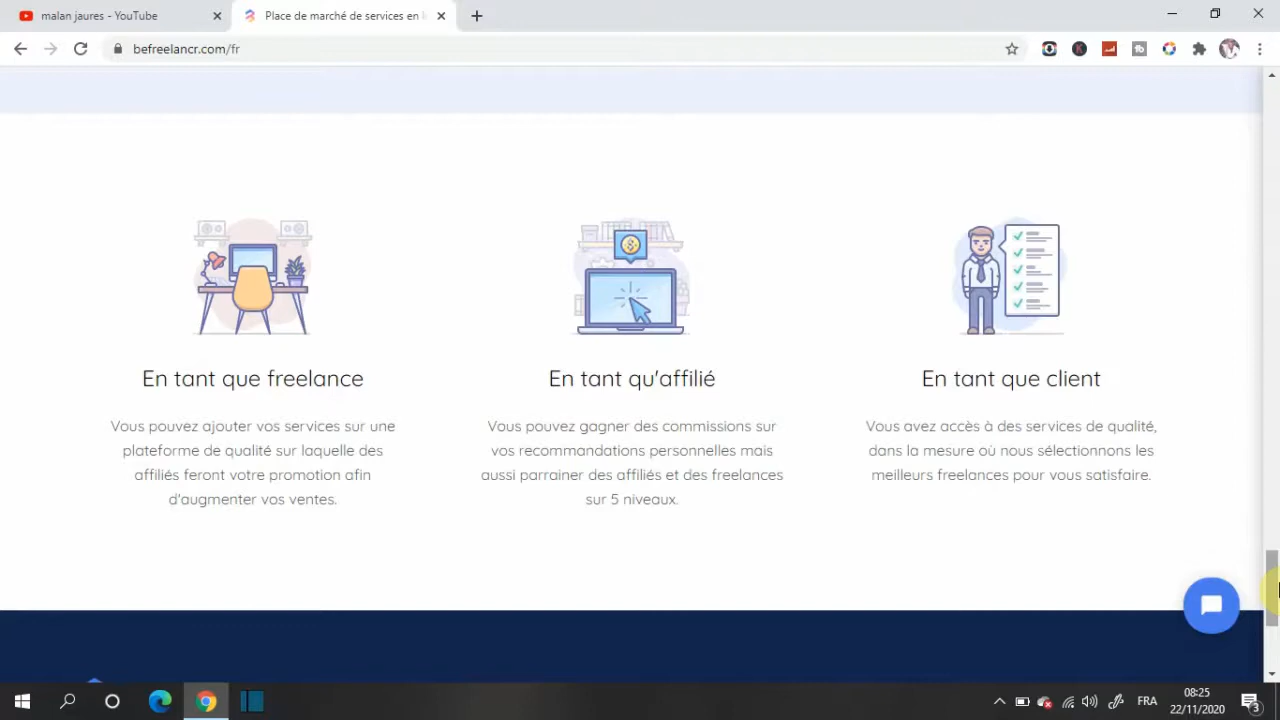 malan jaures - YouTube
Place de marché de services en
befreelancr.com/fr
En tant que freelance
Vous pouvez ajouter vos services sur une
plateforme de qualité sur laquelle des
affiliés feront votre promotion afin
d'augmenter vos ventes.
En tant qu'affilié
Vous pouvez gagner des commissions sur
vos recommandations personnelles mais
aussi parrainer des affiliés et des freelances
sur 5 niveaux.
En tant que client
Vous avez accès à des services de qualité,
dans la mesure où nous sélectionnons les
meilleurs freelances pour vous satisfaire.
FRA
08:25
22/11/2020
3